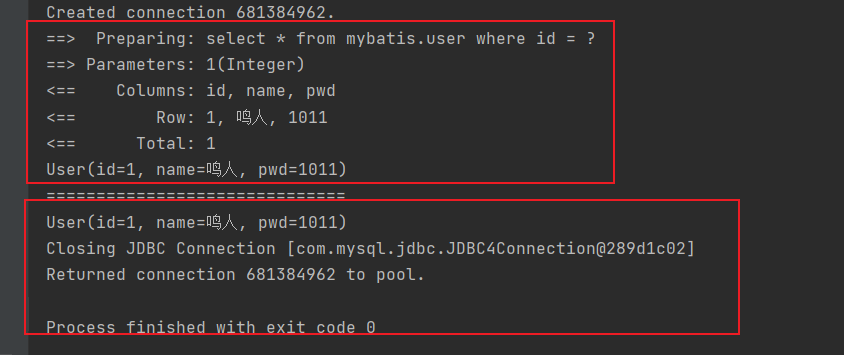 Created connection 681384962.
==>  Preparing: select * from mybatis.user where id = ?
==> Parameters: 1(Integer)
<==    Columns: id, name, pwd
<==        Row: 1, 鸣人, 1011
<==      Total: 1
User(id=1, name=鸣人, pwd=1011)
==============================
User(id=1, name=鸣人, pwd=1011)
Closing JDBC Connection [com.mysql.jdbc.JDBC4Connection@289d1c02]
Returned connection 681384962 to pool.
Process finished with exit code 0